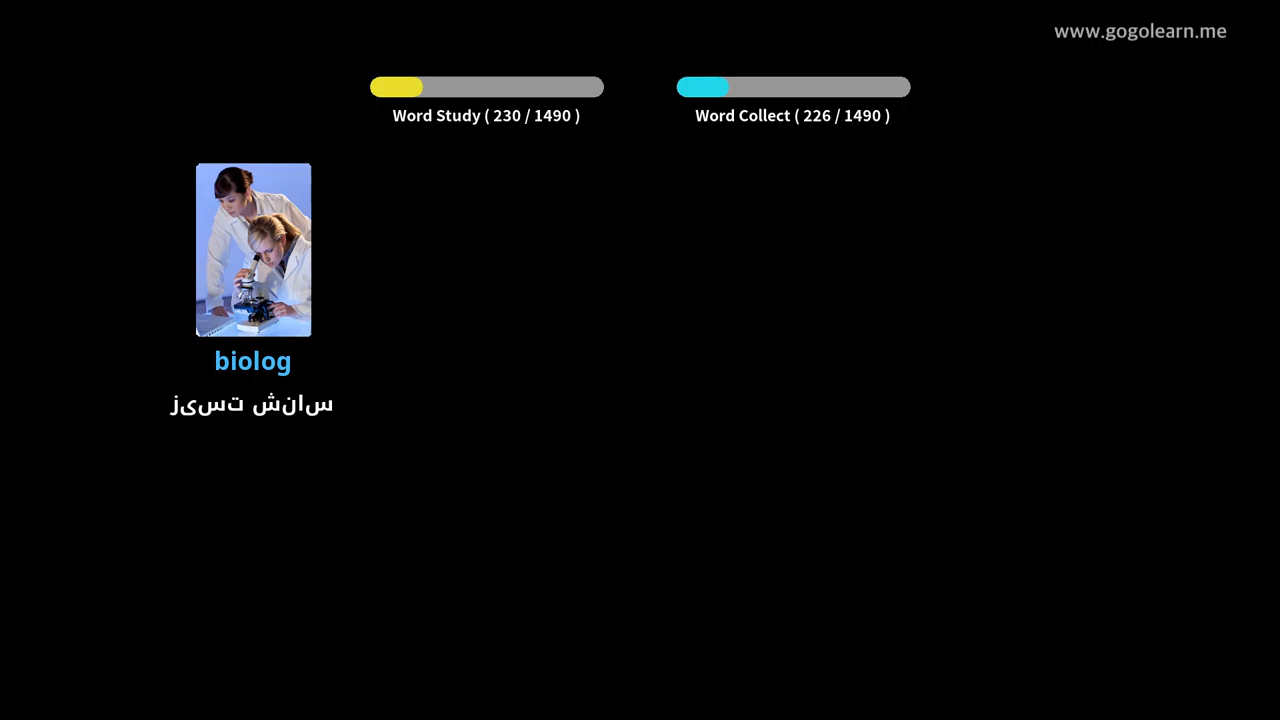 www.gogolearn.me
Word Study ( 230 / 1490 )
Word Collect ( 226 / 1490 )
biolog
زیست شناس